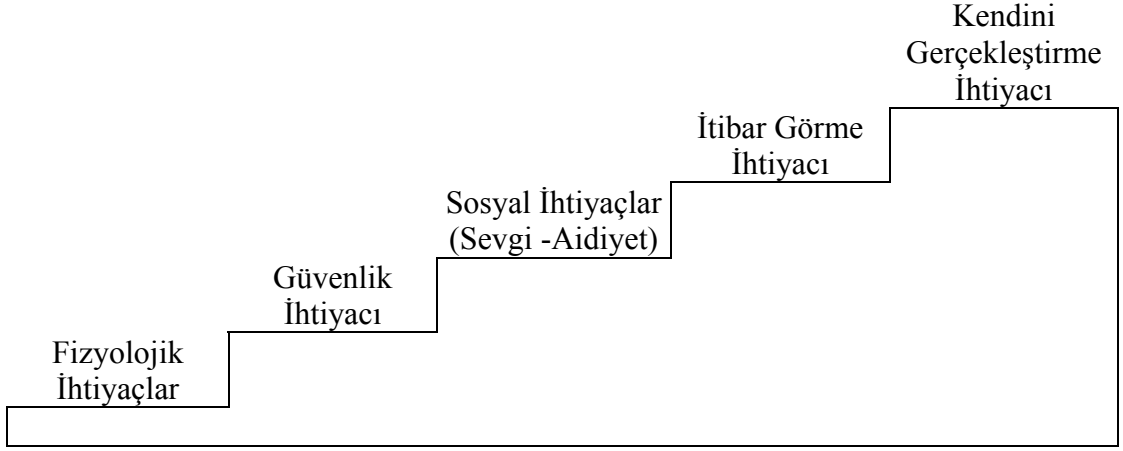 Kendini
Gerçekleştirme
İhtiyacı
İtibar Görme
İhtiyacı
Sosyal İhtiyaçlar
(Sevgi -Aidiyet)
Güvenlik
İhtiyacı
Fizyolojik
İhtiyaçlar